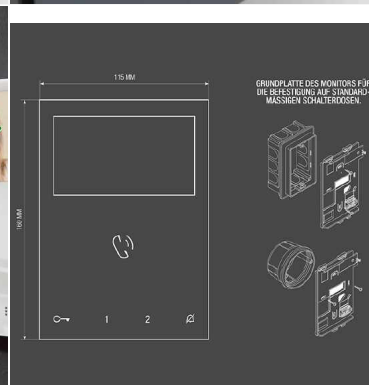 115 MM
GRUNDPLATTE DES MONITORS FÜR
DIE BEFESTIGUNG AUF STANDARD-
MÄSSIGEN SCHALTERDOSEN.
160 MM
1 2